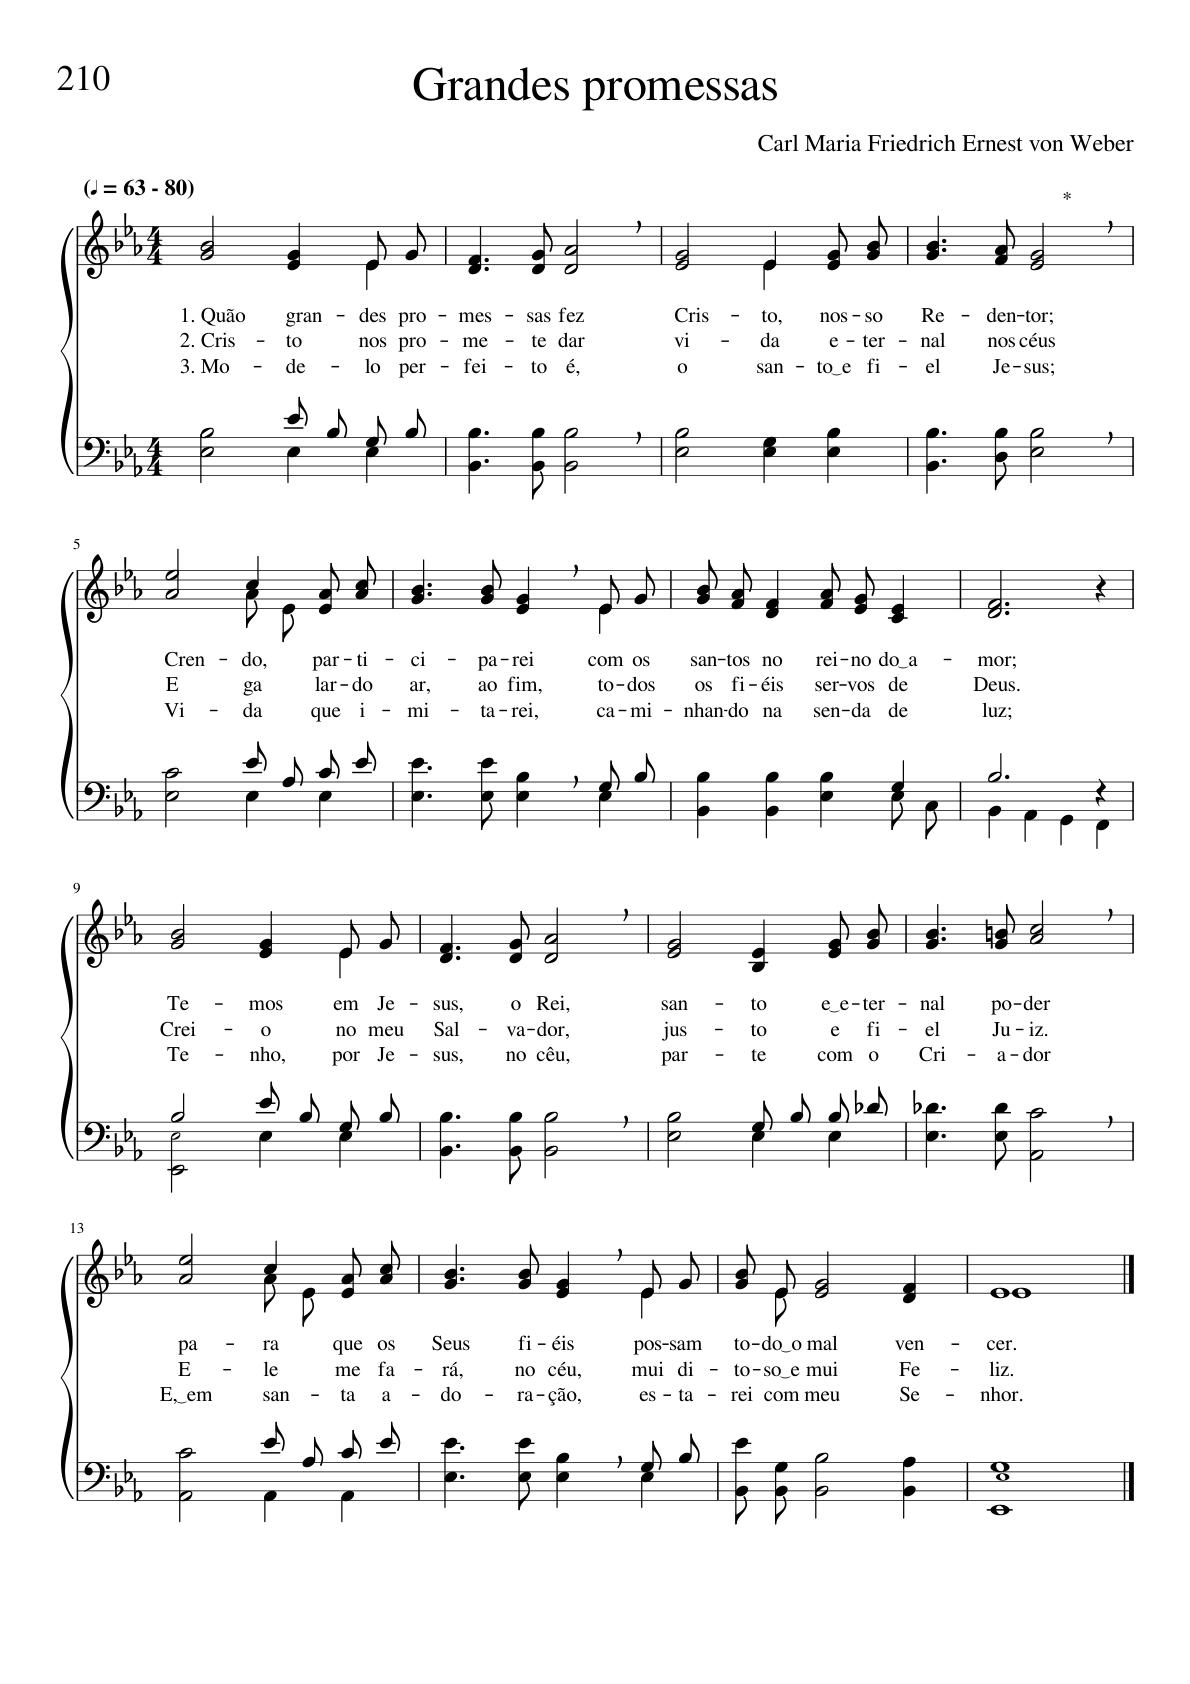 210
Grandes promessas
Carl Maria Friedrich Ernest von Weber
(♩ = 63 - 80)
*
1. Quão gran - des pro - mes - sas fez Cris - to, nos - so Re - den - tor;
2. Cris - to nos pro - me - te dar vi - da e - ter - nal nos céus
3. Mo - de - lo per - fei - to é, o san - to‿e fi - el Je - sus;
5
Cren - do, par - ti - ci - pa - rei com os san - tos no rei - no do‿a - mor;
E ga lar - do ar, ao fim, to - dos os fi - éis ser - vos de Deus.
Vi - da que i - mi - ta - rei, ca - mi - nhan - do na sen - da de luz;
9
Te - mos em Je - sus, o Rei, san - to e‿e - ter - nal po - der
Crei - o no meu Sal - va - dor, jus - to e fi - el Ju - iz.
Te - nho, por Je - sus, no cêu, par - te com o Cri - a - dor
13
pa - ra que os Seus fi - éis pos - sam to - do‿o mal ven - cer.
E - le me fa - rá, no céu, mui di - to - so‿e mui Fe - liz.
E,‿em san - ta a - do - ra - ção, es - ta - rei com meu Se - nhor.